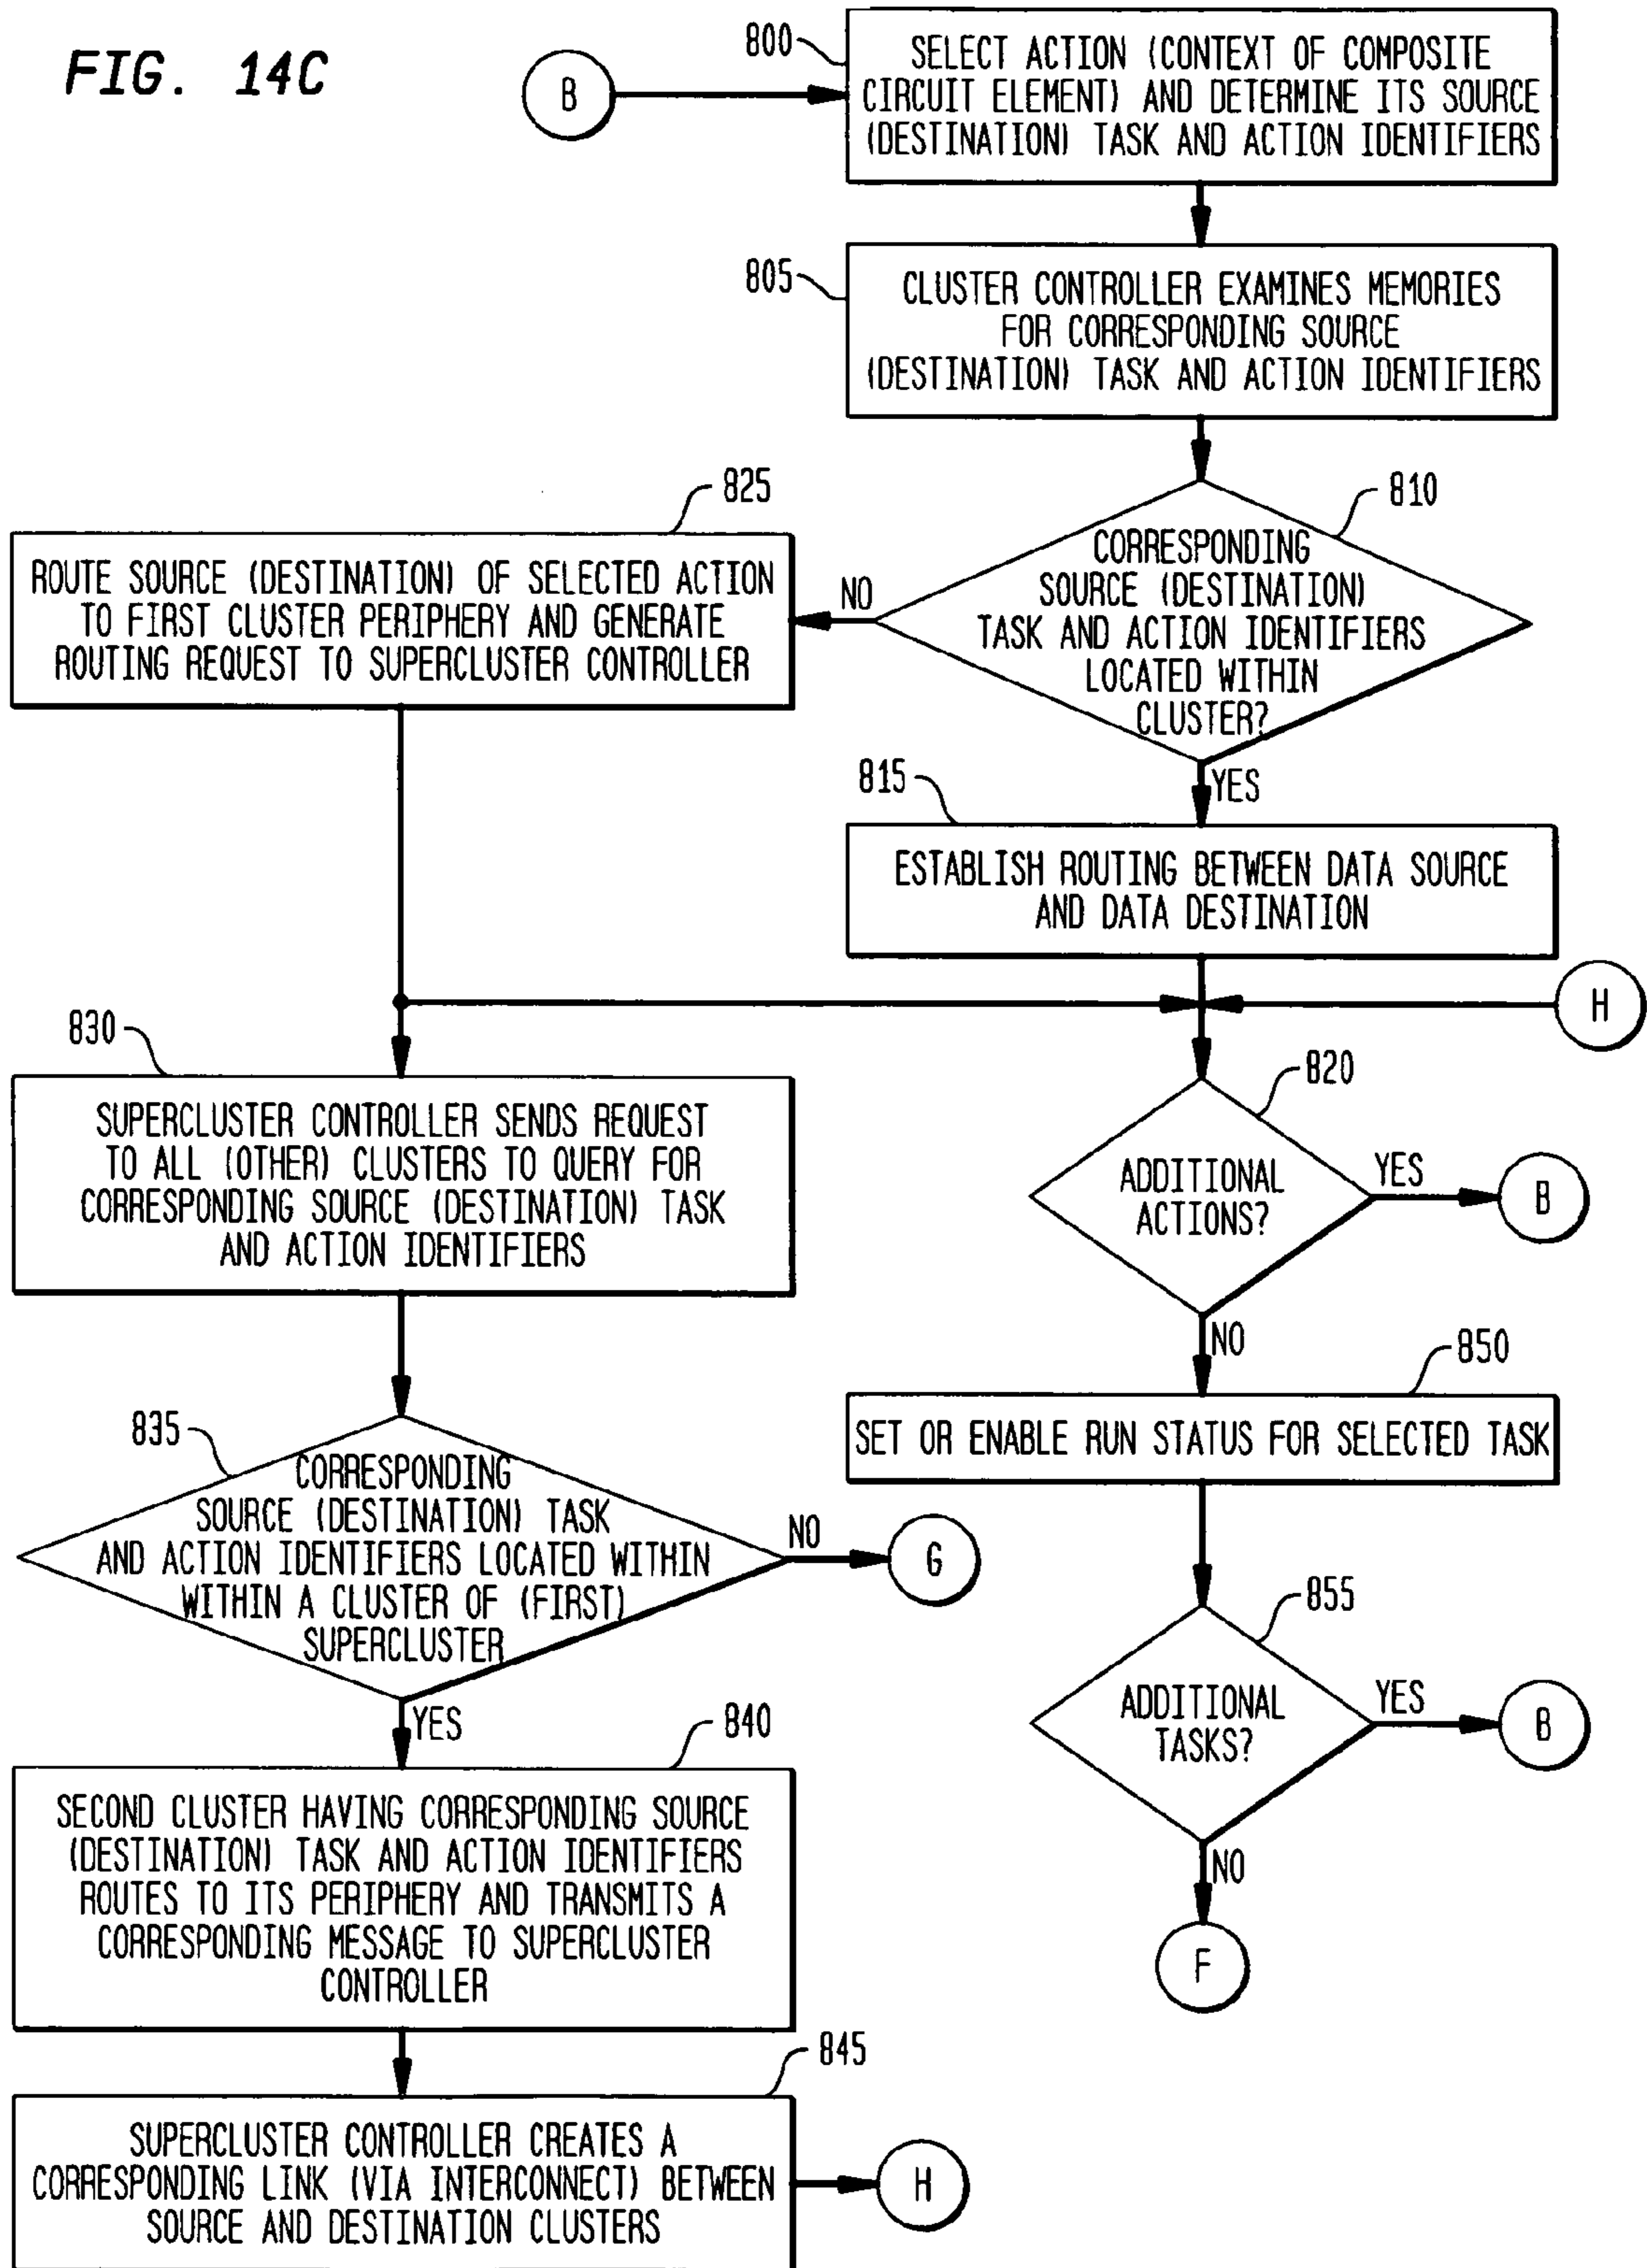 FIG. 14C
B
800
SELECT ACTION (CONTEXT OF COMPOSITE
CIRCUIT ELEMENT) AND DETERMINE ITS SOURCE
(DESTINATION) TASK AND ACTION IDENTIFIERS
805
CLUSTER CONTROLLER EXAMINES MEMORIES
FOR CORRESPONDING SOURCE
(DESTINATION) TASK AND ACTION IDENTIFIERS
810
CORRESPONDING
SOURCE (DESTINATION)
TASK AND ACTION IDENTIFIERS
LOCATED WITHIN
CLUSTER?
NO
825
ROUTE SOURCE (DESTINATION) OF SELECTED ACTION
TO FIRST CLUSTER PERIPHERY AND GENERATE
ROUTING REQUEST TO SUPERCLUSTER CONTROLLER
YES
815
ESTABLISH ROUTING BETWEEN DATA SOURCE
AND DATA DESTINATION
H
830
SUPERCLUSTER CONTROLLER SENDS REQUEST
TO ALL (OTHER) CLUSTERS TO QUERY FOR
CORRESPONDING SOURCE (DESTINATION) TASK
AND ACTION IDENTIFIERS
820
ADDITIONAL
ACTIONS?
YES
B
NO
850
SET OR ENABLE RUN STATUS FOR SELECTED TASK
835
CORRESPONDING
SOURCE (DESTINATION) TASK
AND ACTION IDENTIFIERS LOCATED WITHIN
WITHIN A CLUSTER OF (FIRST)
SUPERCLUSTER
NO
G
YES
855
ADDITIONAL
TASKS?
YES
B
NO
F
840
SECOND CLUSTER HAVING CORRESPONDING SOURCE
(DESTINATION) TASK AND ACTION IDENTIFIERS
ROUTES TO ITS PERIPHERY AND TRANSMITS A
CORRESPONDING MESSAGE TO SUPERCLUSTER
CONTROLLER
845
SUPERCLUSTER CONTROLLER CREATES A
CORRESPONDING LINK (VIA INTERCONNECT) BETWEEN
SOURCE AND DESTINATION CLUSTERS
H